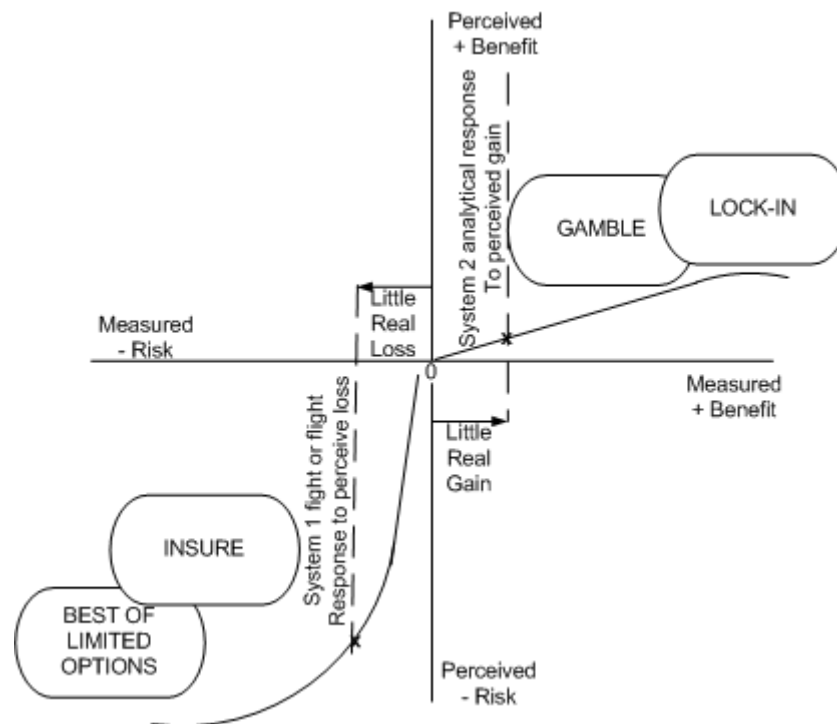 Perceived
+ Benefit
System 2 analytical response
To perceived gain
GAMBLE
LOCK-IN
Little
Real
Loss
Measured
- Risk
0
Measured
+ Benefit
Little
Real
Gain
System 1 fight or flight
Response to perceive loss
INSURE
BEST OF
LIMITED
OPTIONS
Perceived
- Risk